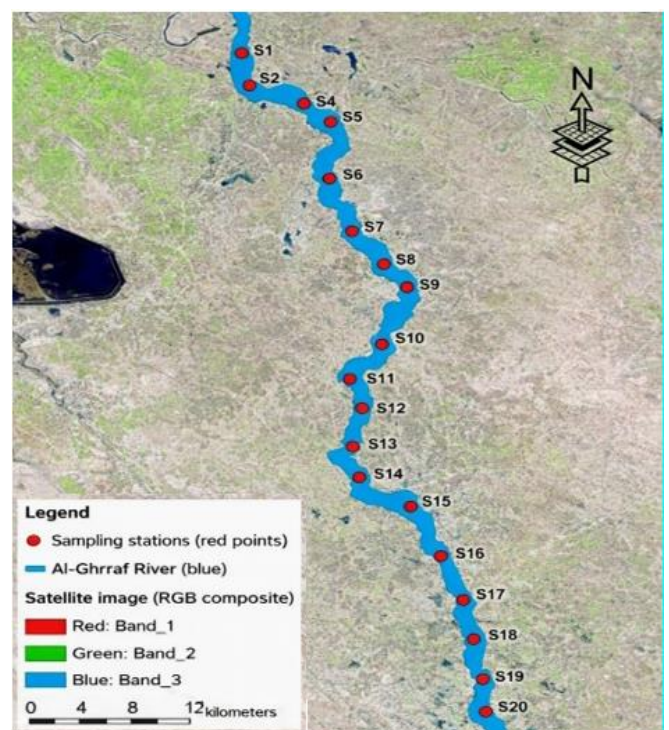 S1
S2
S4
S5
N
S6
S7
S8
S9
S10
S11
S12
S13
S14
S15
S16
S17
S18
S19
S20
Legend
Sampling stations (red points)
Al-Ghrraf River (blue)
Satellite image (RGB composite)
Red: Band_1
Green: Band_2
Blue: Band_3
0 4 8 12 kilometers